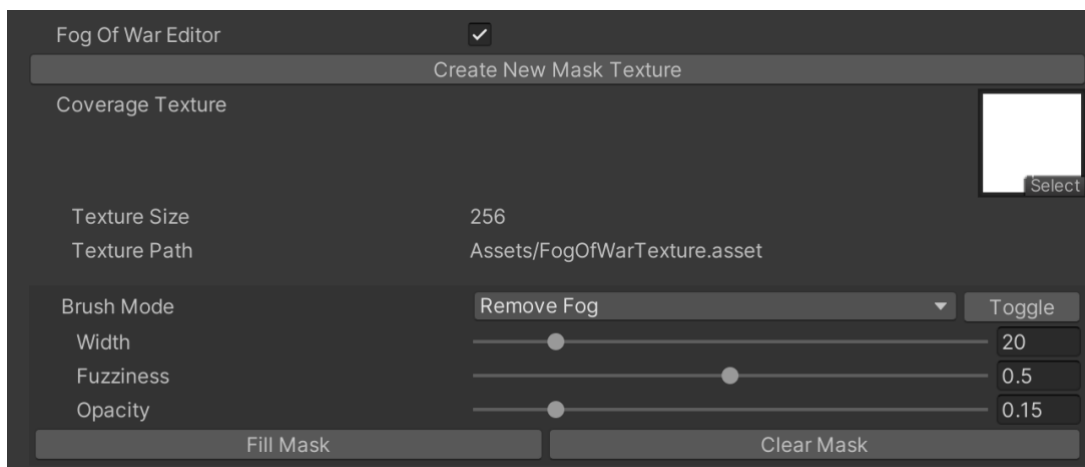 Fog Of War Editor
Create New Mask Texture
Coverage Texture
Select
Texture Size 256
Texture Path Assets/FogOfWarTexture.asset
Brush Mode Remove Fog Toggle
Width 20
Fuzziness 0.5
Opacity 0.15
Fill Mask Clear Mask